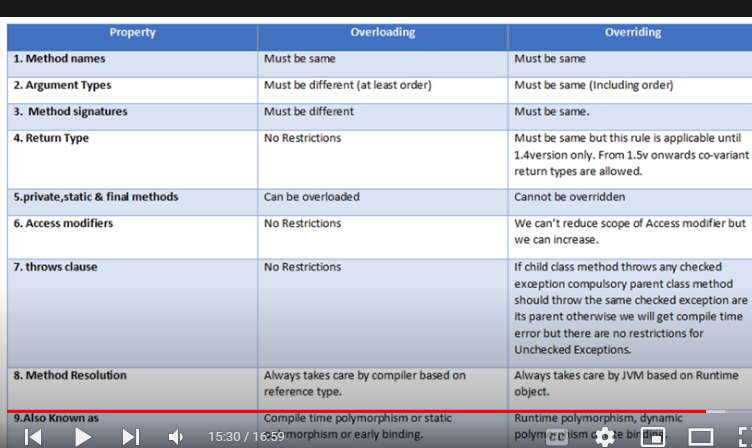 Property Overloading Overriding
1. Method names Must be same Must be same
2. Argument Types Must be different (at least order) Must be same (Including order)
3. Method signatures Must be different Must be same.
4. Return Type No Restrictions Must be same but this rule is applicable until
1.4version only. From 1.5v onwards co-variant
return types are allowed.
5.private,static & final methods Can be overloaded Cannot be overridden
6. Access modifiers No Restrictions We can't reduce scope of Access modifier but
we can increase.
7. throws clause No Restrictions If child class method throws any checked
exception compulsory parent class method
should throw the same checked exception are
its parent otherwise we will get compile time
error but there are no restrictions for
Unchecked Exceptions.
8. Method Resolution Always takes care by compiler based on Always takes care by JVM based on Runtime
reference type. object.
9.Also Known as Compile time polymorphism or static Runtime polymorphism, dynamic
15:30 / 16:59 or early binding. CC